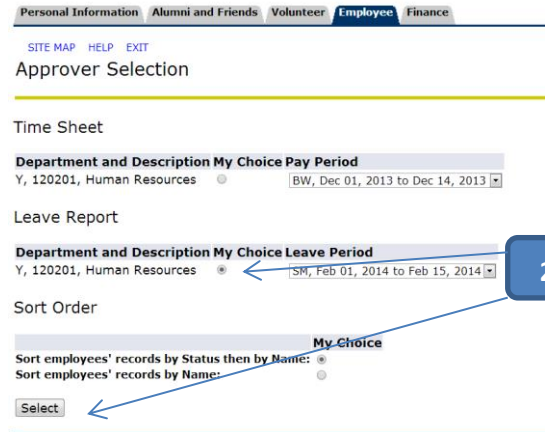 Personal Information Alumni and Friends Volunteer Employee Finance
SITE MAP HELP EXIT
Approver Selection
Time Sheet
Department and Description My Choice Pay Period
Y, 120201, Human Resources BW, Dec 01, 2013 to Dec 14, 2013
Leave Report
Department and Description My Choice Leave Period
Y, 120201, Human Resources SM, Feb 01, 2014 to Feb 15, 2014
2
Sort Order
My Choice
Sort employees' records by Status then by Name:
Sort employees' records by Name:
Select